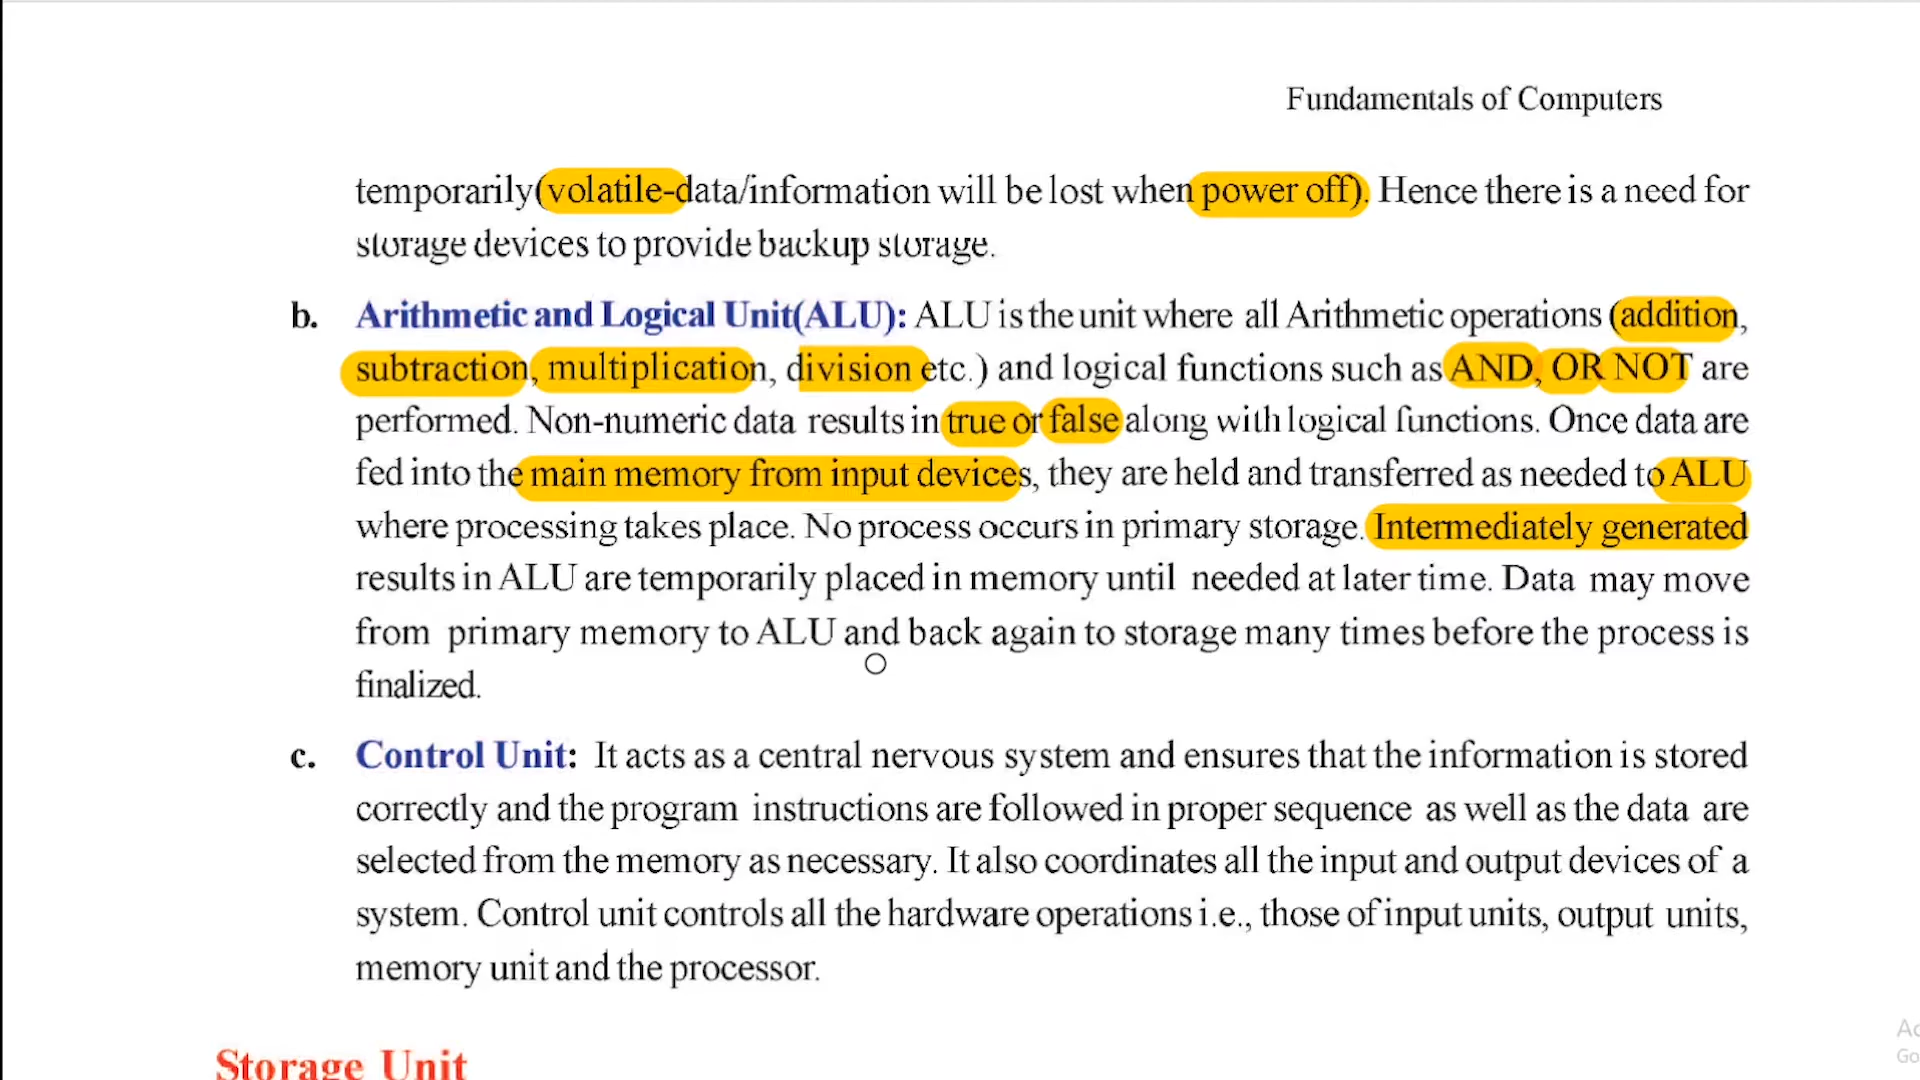 Fundamentals of Computers
temporarily(volatile-data/information will be lost when power off). Hence there is a need for
storage devices to provide backup storage.
b. Arithmetic and Logical Unit(ALU): ALU is the unit where all Arithmetic operations (addition,
subtraction, multiplication, division etc.) and logical functions such as AND, OR NOT are
performed. Non-numeric data results in true or false along with logical functions. Once data are
fed into the main memory from input devices, they are held and transferred as needed to ALU
where processing takes place. No process occurs in primary storage. Intermediately generated
results in ALU are temporarily placed in memory until needed at later time. Data may move
from primary memory to ALU and back again to storage many times before the process is
finalized.
c. Control Unit: It acts as a central nervous system and ensures that the information is stored
correctly and the program instructions are followed in proper sequence as well as the data are
selected from the memory as necessary. It also coordinates all the input and output devices of a
system. Control unit controls all the hardware operations i.e., those of input units, output units,
memory unit and the processor.
Storage Unit